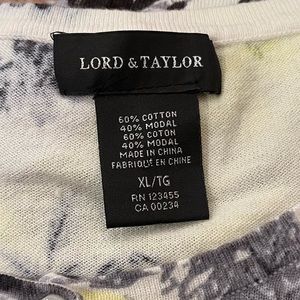 LORD & TAYLOR
60% COTTON
40% MODAL
60% COTON
40% MODAL
MADE IN CHINA
FABRIQUÉ EN CHINE
XL/TG
RN 123455
CA 00234